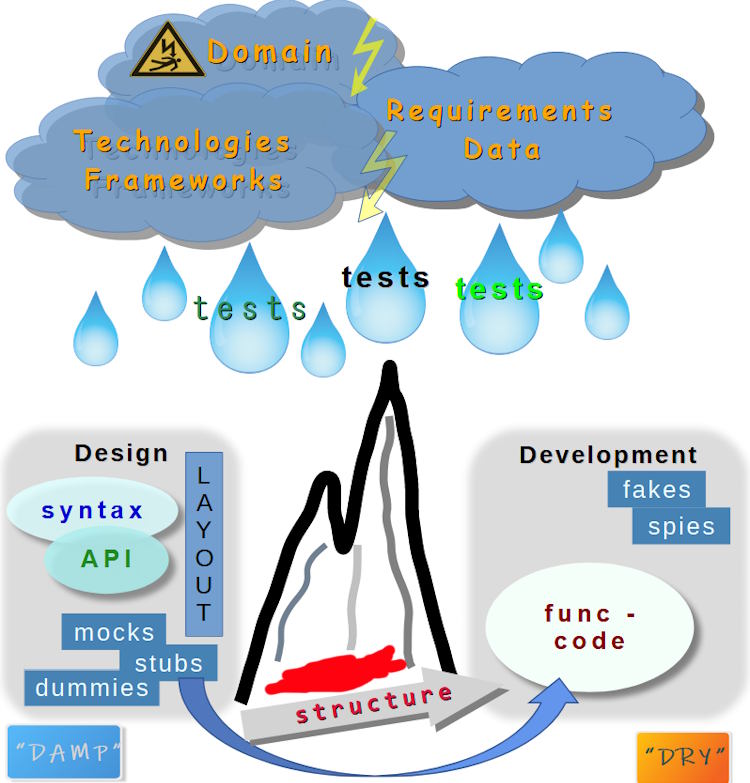 Domain
Technologies
Frameworks
Requirements
Data
tests
tests
tests
Design
syntax
API
LAYOUT
mocks
stubs
dummies
structure
Development
fakes
spies
func -
code
"DAMP"
"DRY"